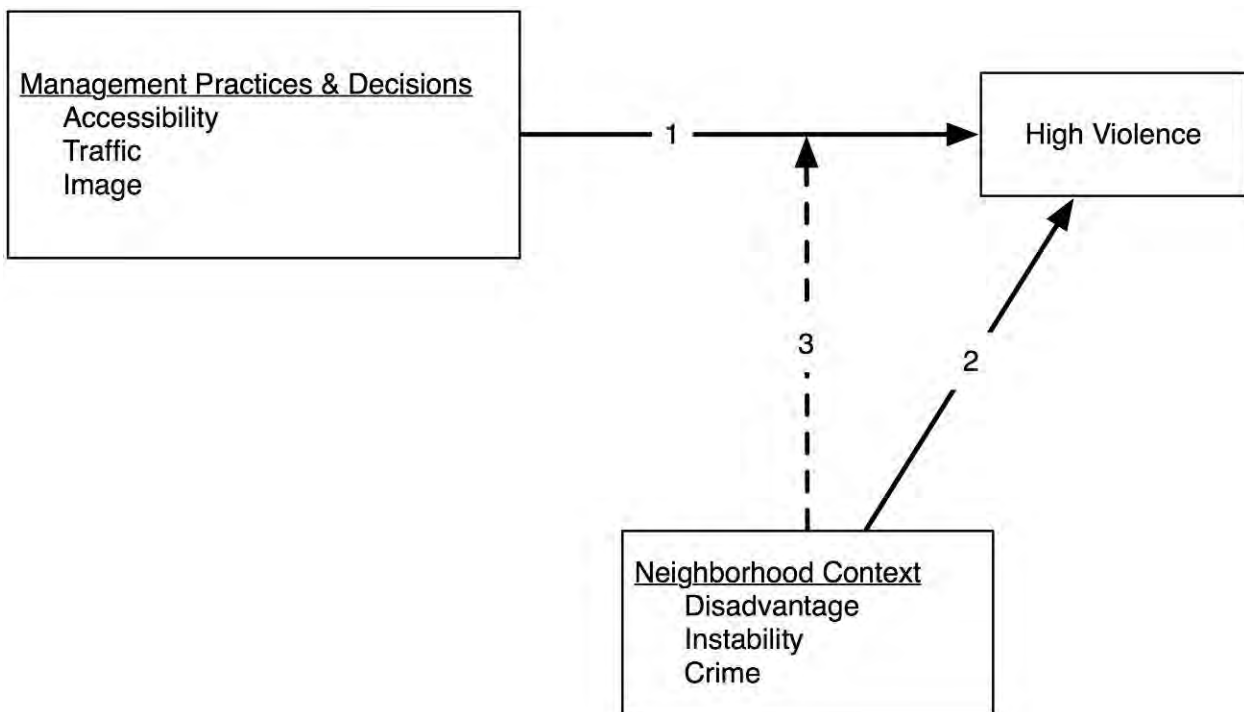 Management Practices & Decisions
Accessibility
Traffic
Image
1
High Violence
3
2
Neighborhood Context
Disadvantage
Instability
Crime